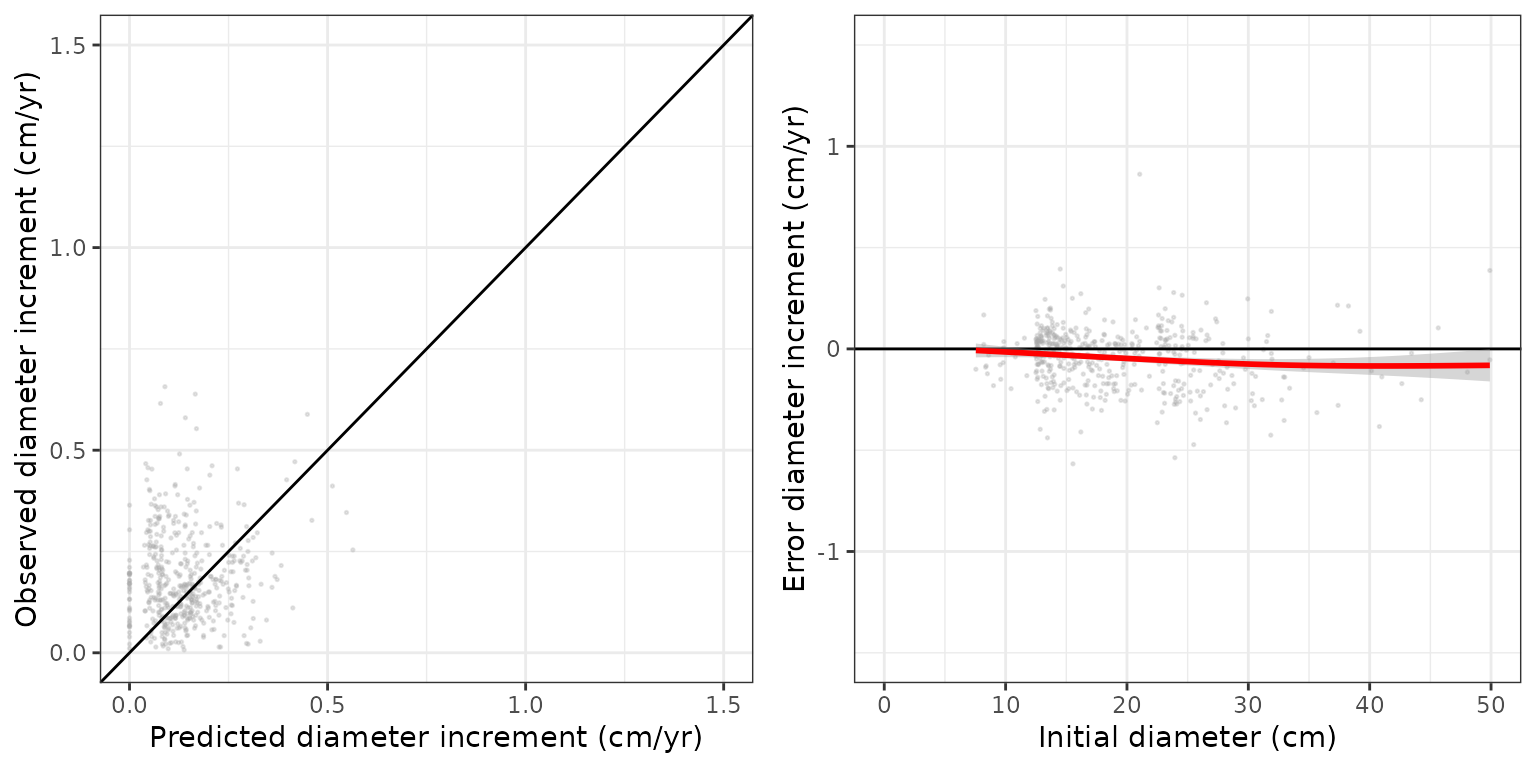 Observed diameter increment (cm/yr)
1.5
1.0
0.5
0.0
0.0 0.5 1.0 1.5
Predicted diameter increment (cm/yr)
Error diameter increment (cm/yr)
1
0
-1
0 10 20 30 40 50
Initial diameter (cm)